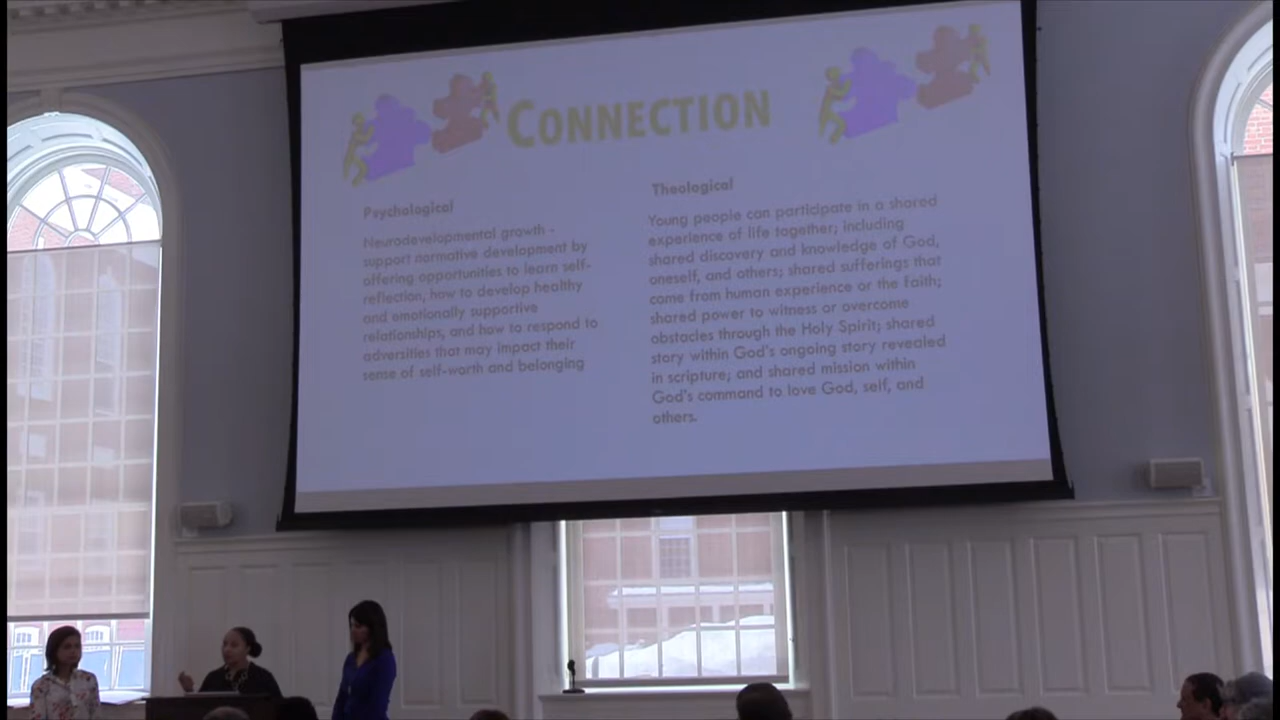 CONNECTION
Psychological
Neurodevelopmental growth -
support normative development by
offering opportunities to learn self-
reflection, how to develop healthy
and emotionally supportive
relationships, and how to respond to
adversities that may impact their
sense of self-worth and belonging
Theological
Young people can participate in a shared
experience of life together; including
shared discovery and knowledge of God,
oneself, and others; shared sufferings that
come from human experience or the faith;
shared power to witness or overcome
obstacles through the Holy Spirit; shared
story within God's ongoing story revealed
in scripture; and shared mission within
God's command to love God, self, and
others.